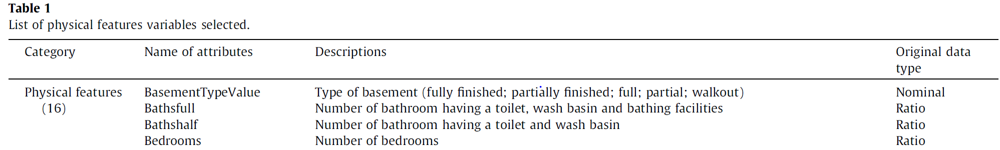 Table 1
List of physical features variables selected.
Category Name of attributes Descriptions Original data
type
Physical features BasementTypeValue Type of basement (fully finished; partially finished; full; partial; walkout) Nominal
(16) Bathsfull Number of bathroom having a toilet, wash basin and bathing facilities Ratio
Bathshalf Number of bathroom having a toilet and wash basin Ratio
Bedrooms Number of bedrooms Ratio